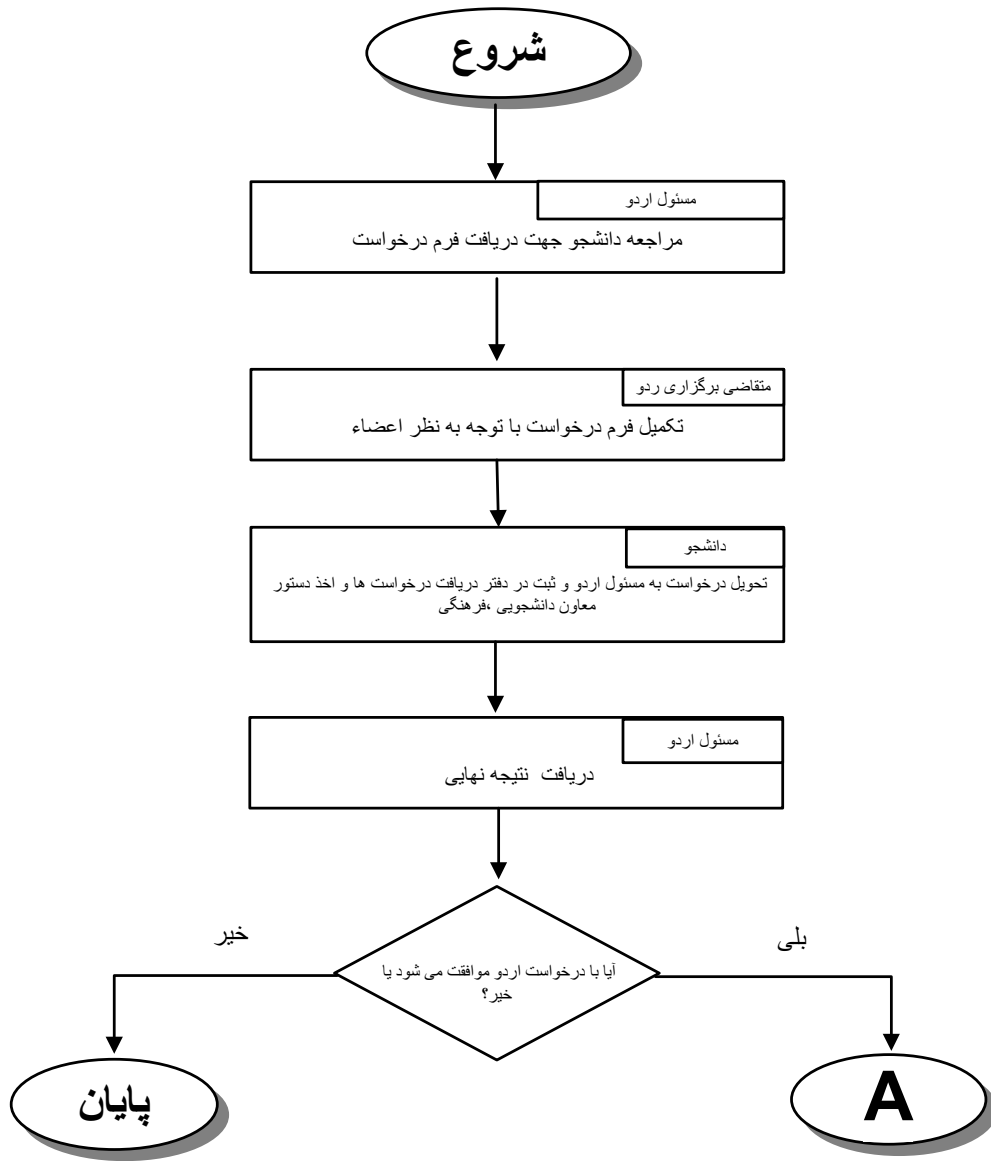 شروع
مسئول اردو
مراجعه دانشجو جهت دریافت فرم درخواست
متقاضی برگزاری ردو
تکمیل فرم درخواست با توجه به نظر اعضاء
دانشجو
تحویل درخواست به مسئول اردو و ثبت در دفتر دریافت درخواست ها و اخذ دستور
معاون دانشجویی ،فرهنگی
مسئول اردو
دریافت نتیجه نهایی
بلی
خیر
آیا با درخواست اردو موافقت می شود یا
خیر؟
A
پایان